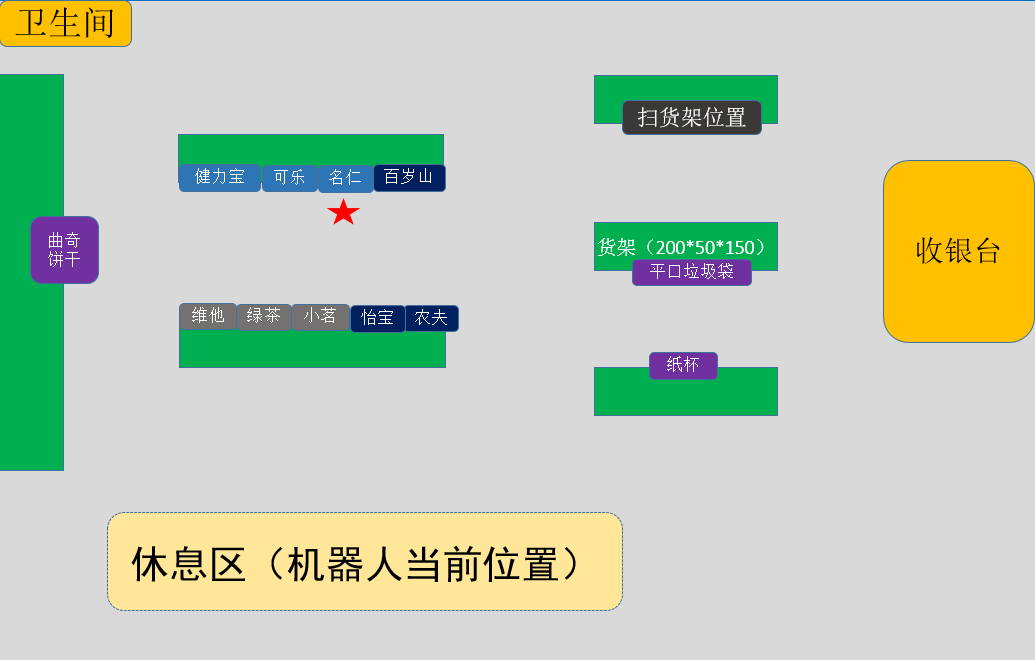 卫生间
扫货架位置
健力宝
可乐
名仁
百岁山
曲奇
饼干
货架（200*50*150）
平口垃圾袋
收银台
维他
绿茶
小茗
怡宝
农夫
纸杯
休息区（机器人当前位置）